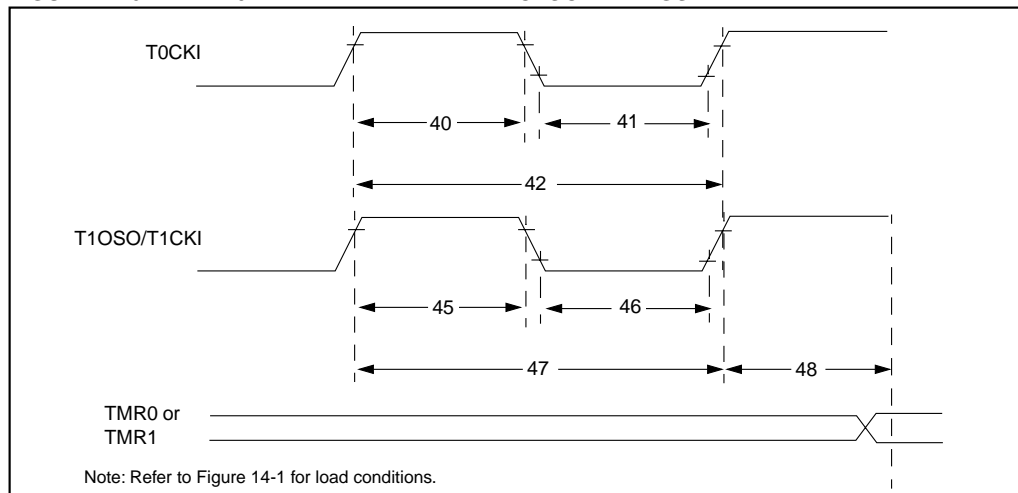 T0CKI
40
41
42
T1OSO/T1CKI
45
46
47
48
TMR0 or
TMR1
Note: Refer to Figure 14-1 for load conditions.